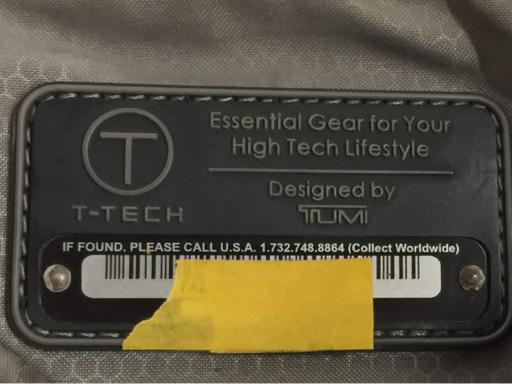 T
T-TECH
Essential Gear for Your
High Tech Lifestyle
Designed by
TUMI
IF FOUND. PLEASE CALL U.S.A. 1.732.748.8864 (Collect Worldwide)